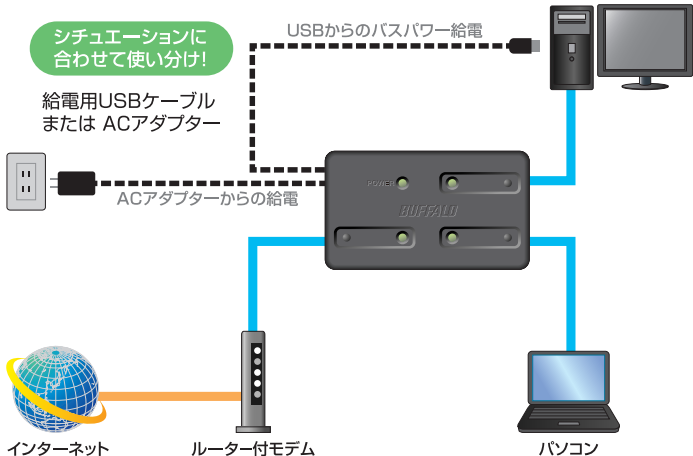 シチュエーションに
合わせて使い分け!
USBからのバスパワー給電
給電用USBケーブル
または ACアダプター
ACアダプターからの給電
POWER
BUFFALO
インターネット
ルーター付モデム
パソコン